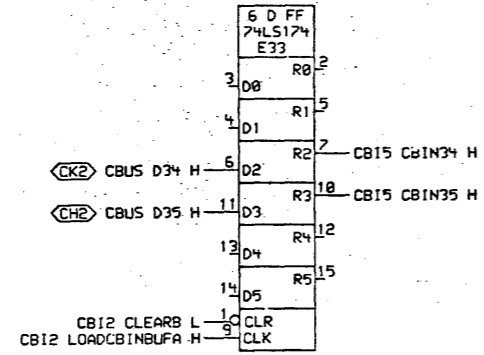 6 D FF
74LS174
E33
3 D0 R0 2
4 D1 R1 5
CK2 CBUS D34 H 6 D2 R2 7 CBI5 CBIN34 H
CH2 CBUS D35 H 11 D3 R3 10 CBI5 CBIN35 H
13 D4 R4 12
14 D5 R5 15
CBI2 CLEARB L 1 CLR
CBI2 LOADCBINBUFA H 9 CLK